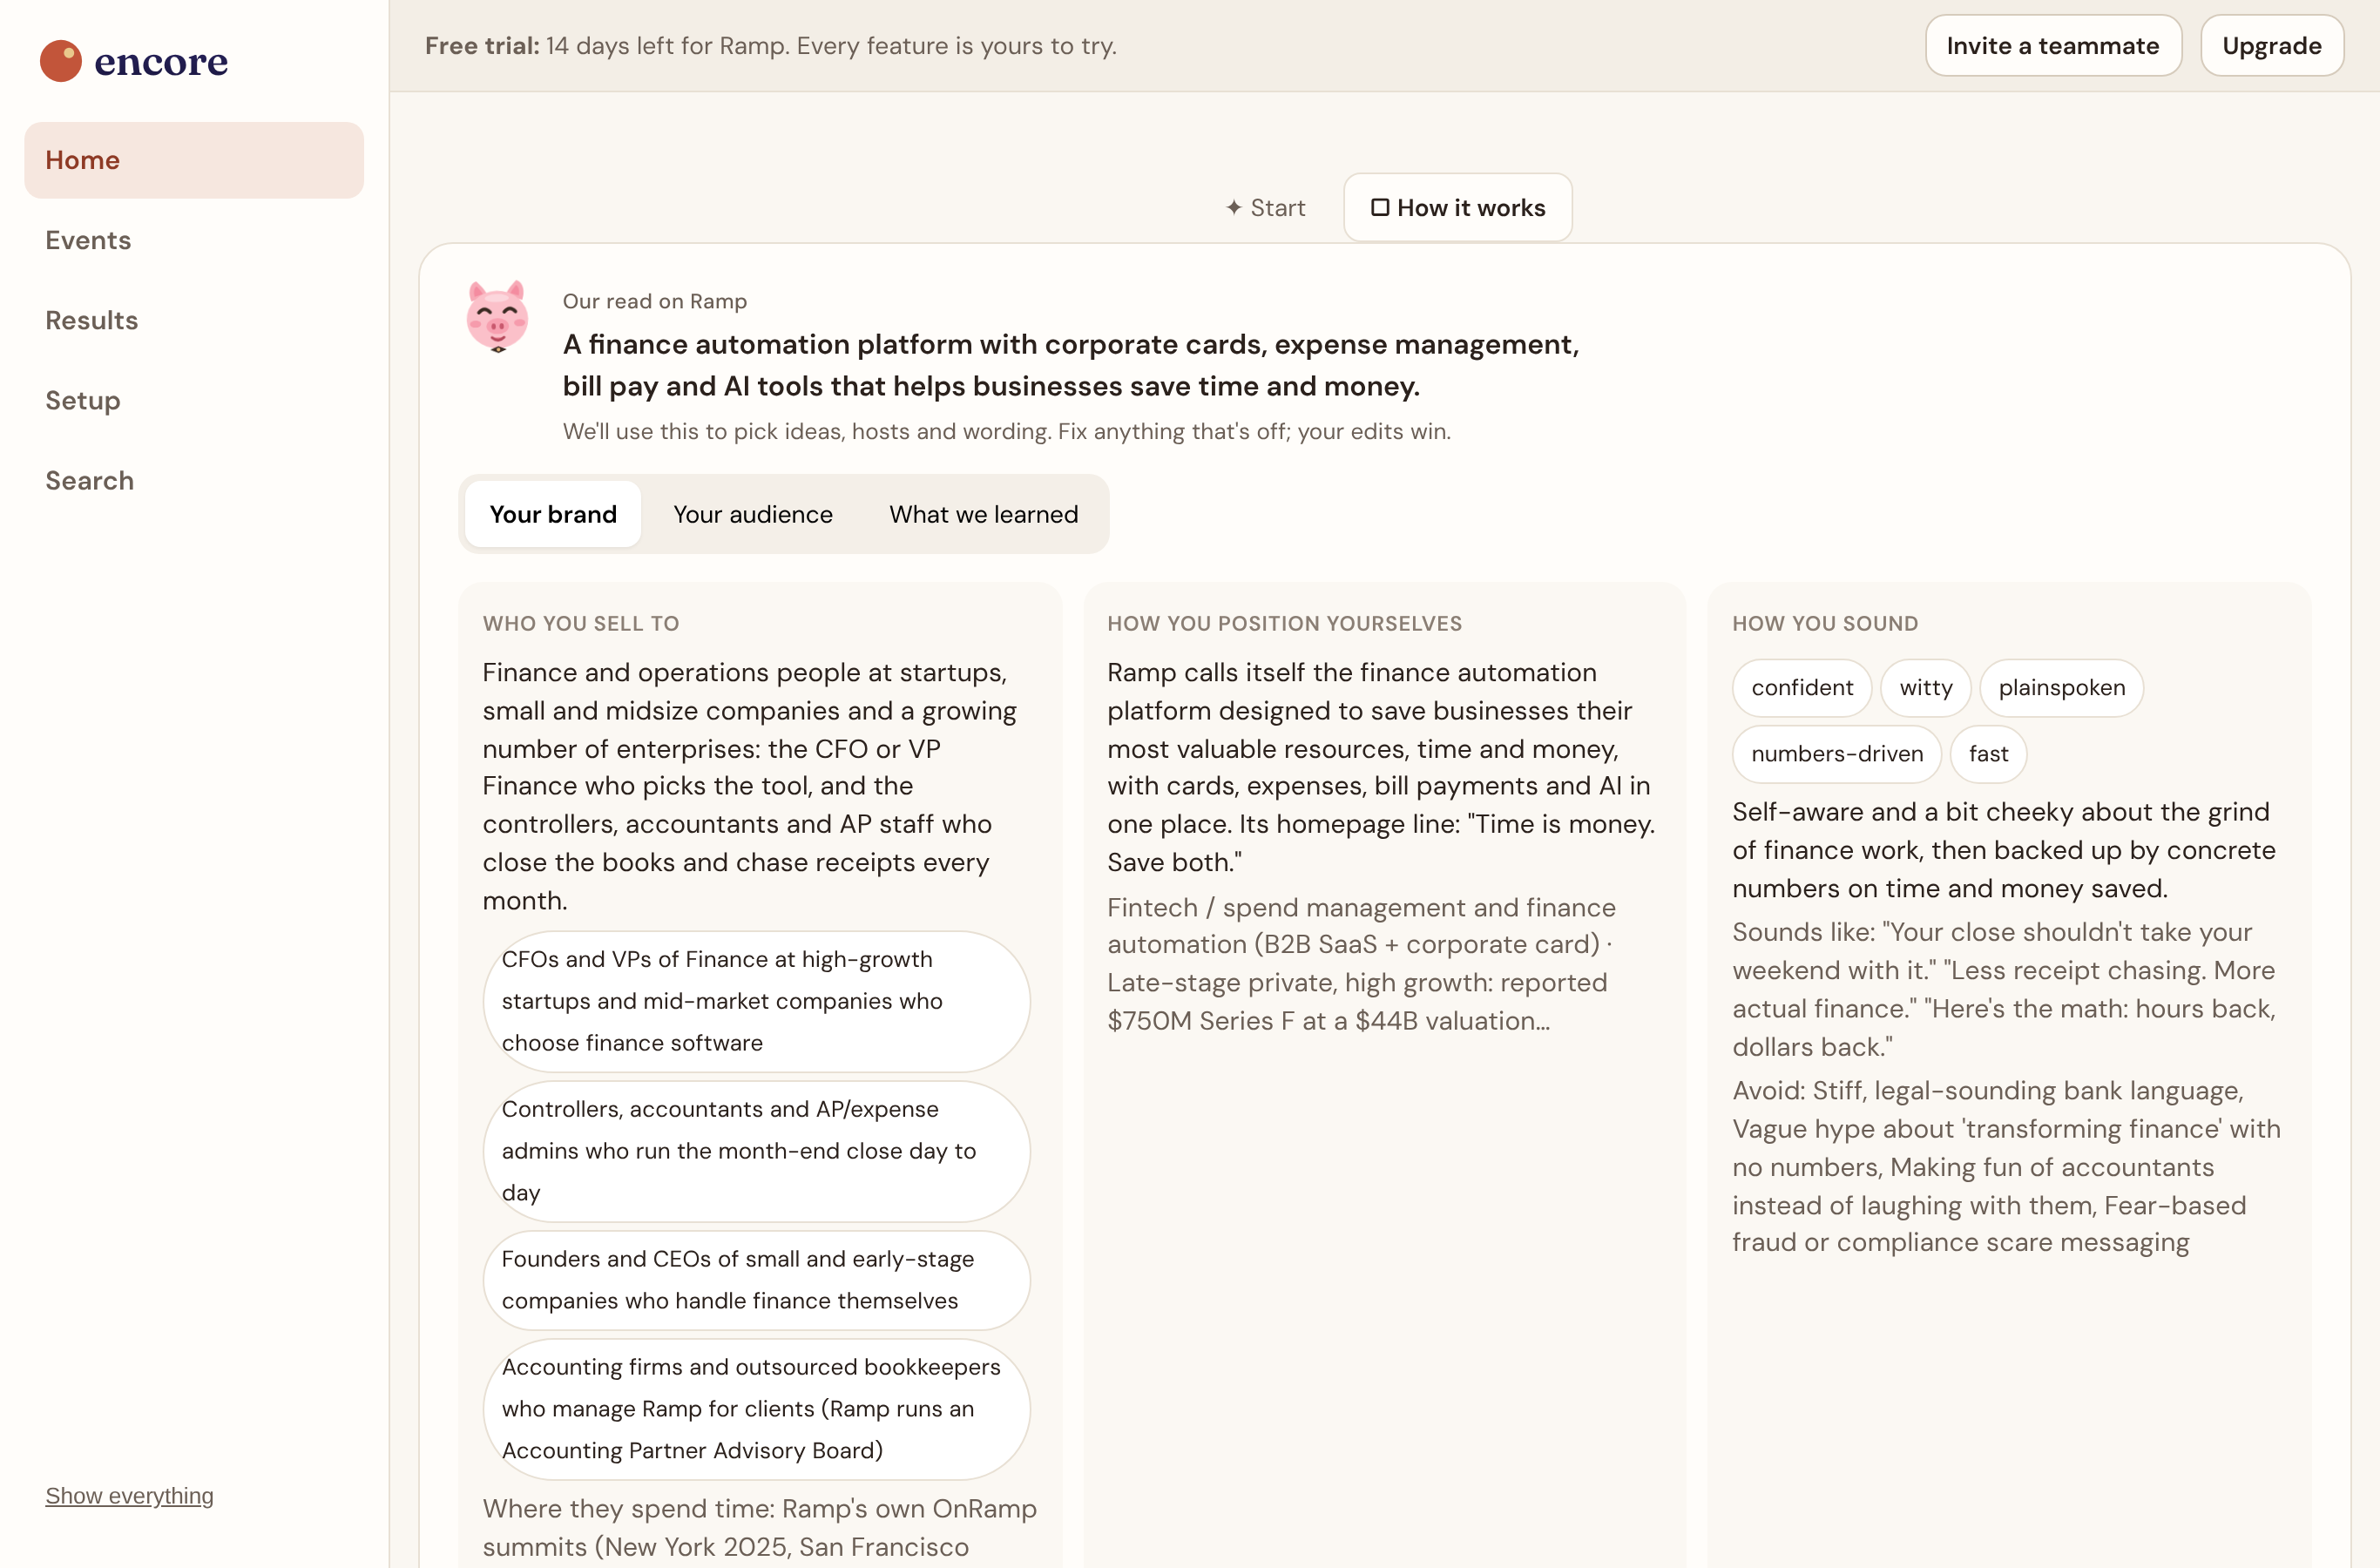 encore
Home
Events
Results
Setup
Search
Show everything
Free trial: 14 days left for Ramp. Every feature is yours to try.
Invite a teammate
Upgrade
✦ Start
How it works
Our read on Ramp
A finance automation platform with corporate cards, expense management,
bill pay and AI tools that helps businesses save time and money.
We'll use this to pick ideas, hosts and wording. Fix anything that's off; your edits win.
Your brand
Your audience
What we learned
WHO YOU SELL TO
Finance and operations people at startups,
small and midsize companies and a growing
number of enterprises: the CFO or VP
Finance who picks the tool, and the
controllers, accountants and AP staff who
close the books and chase receipts every
month.
CFOs and VPs of Finance at high-growth
startups and mid-market companies who
choose finance software
Controllers, accountants and AP/expense
admins who run the month-end close day to
day
Founders and CEOs of small and early-stage
companies who handle finance themselves
Accounting firms and outsourced bookkeepers
who manage Ramp for clients (Ramp runs an
Accounting Partner Advisory Board)
Where they spend time: Ramp's own OnRamp
summits (New York 2025, San Francisco
HOW YOU POSITION YOURSELVES
Ramp calls itself the finance automation
platform designed to save businesses their
most valuable resources, time and money,
with cards, expenses, bill payments and AI in
one place. Its homepage line: "Time is money.
Save both."
Fintech / spend management and finance
automation (B2B SaaS + corporate card) ·
Late-stage private, high growth: reported
$750M Series F at a $44B valuation…
HOW YOU SOUND
confident
witty
plainspoken
numbers-driven
fast
Self-aware and a bit cheeky about the grind
of finance work, then backed up by concrete
numbers on time and money saved.
Sounds like: "Your close shouldn't take your
weekend with it." "Less receipt chasing. More
actual finance." "Here's the math: hours back,
dollars back."
Avoid: Stiff, legal-sounding bank language,
Vague hype about 'transforming finance' with
no numbers, Making fun of accountants
instead of laughing with them, Fear-based
fraud or compliance scare messaging